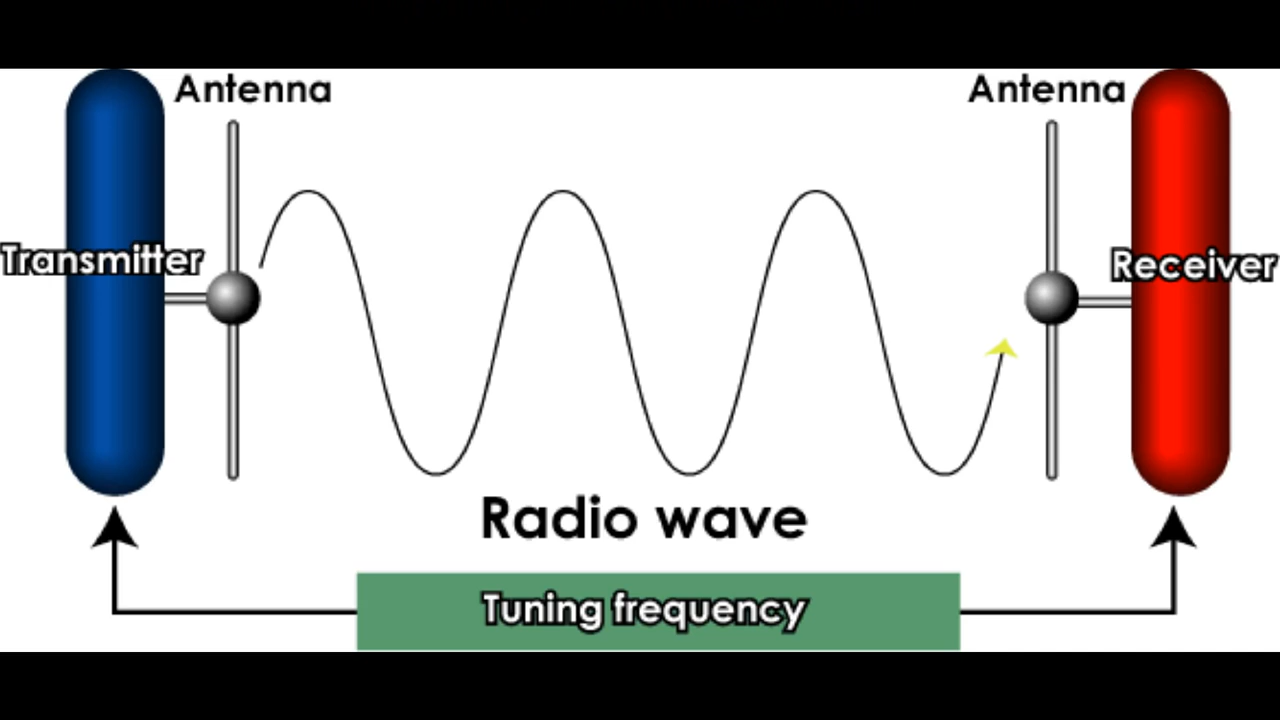 Antenna
Antenna
Transmitter
Receiver
Radio wave
Tuning frequency